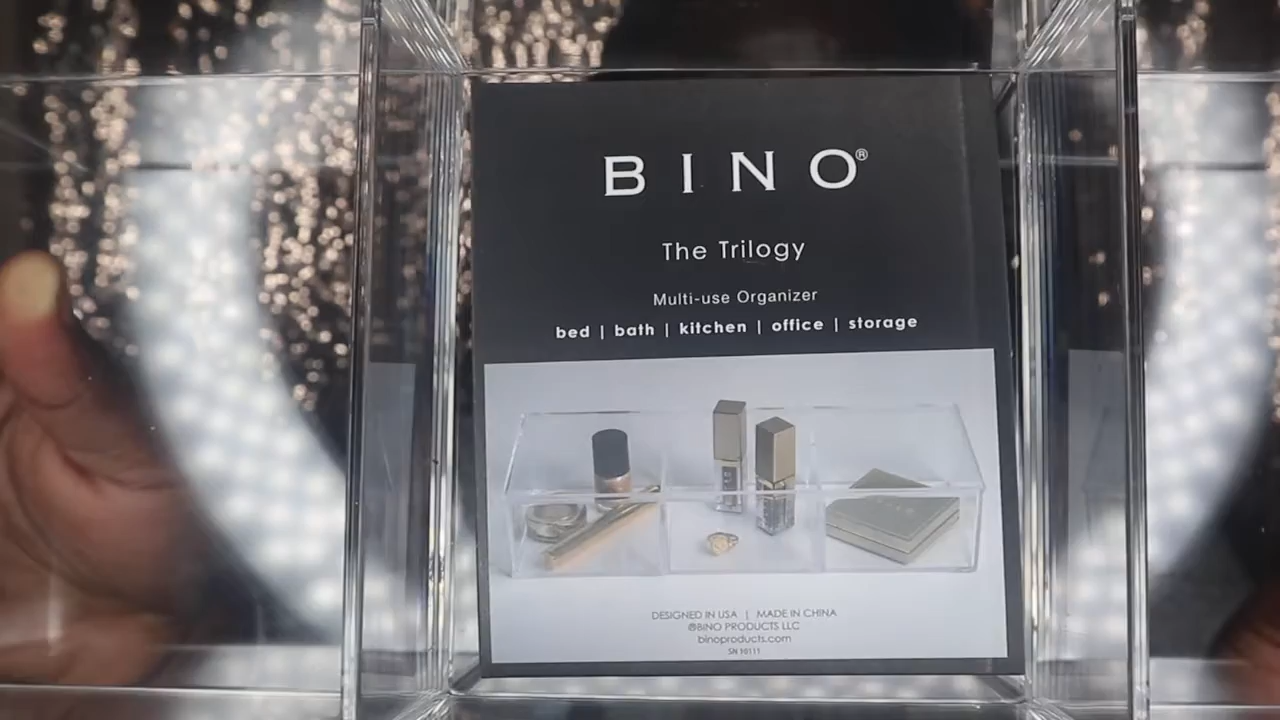 BINO®
The Trilogy
Multi-use Organizer
bed | bath | kitchen | office | storage
DESIGNED IN USA | MADE IN CHINA
®BINO PRODUCTS LLC
binoproducts.com
SN 10111